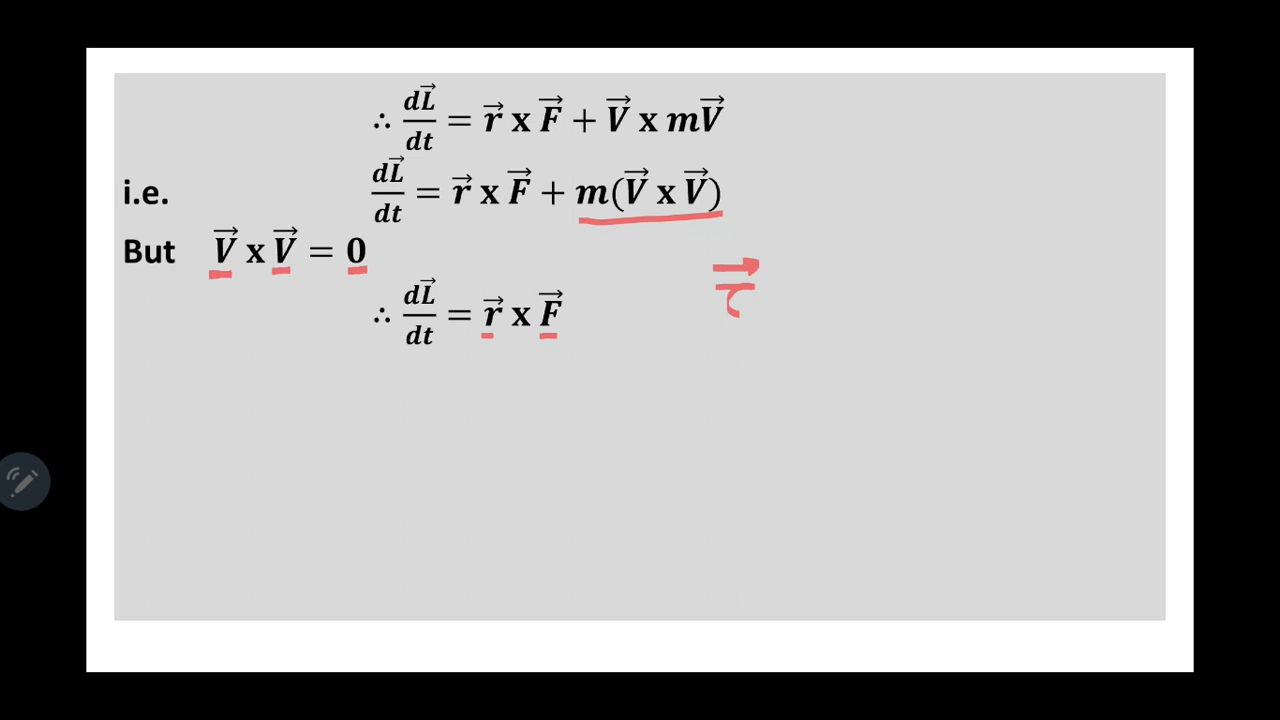 ∴ dL⃗/dt = r⃗ x F⃗ + V⃗ x mV⃗
i.e. dL⃗/dt = r⃗ x F⃗ + m(V⃗ x V⃗)
But V⃗ x V⃗ = 0
τ⃗
∴ dL⃗/dt = r⃗ x F⃗